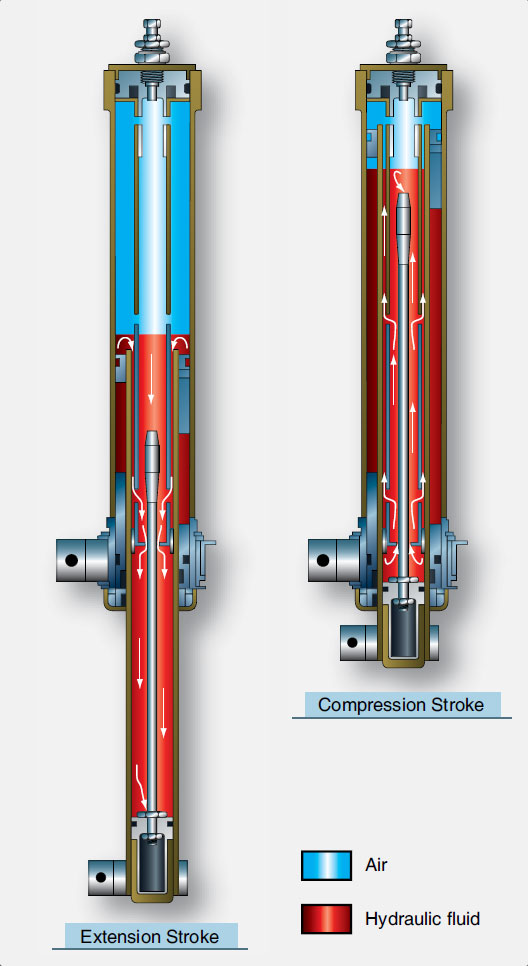 Compression Stroke
Air
Hydraulic fluid
Extension Stroke